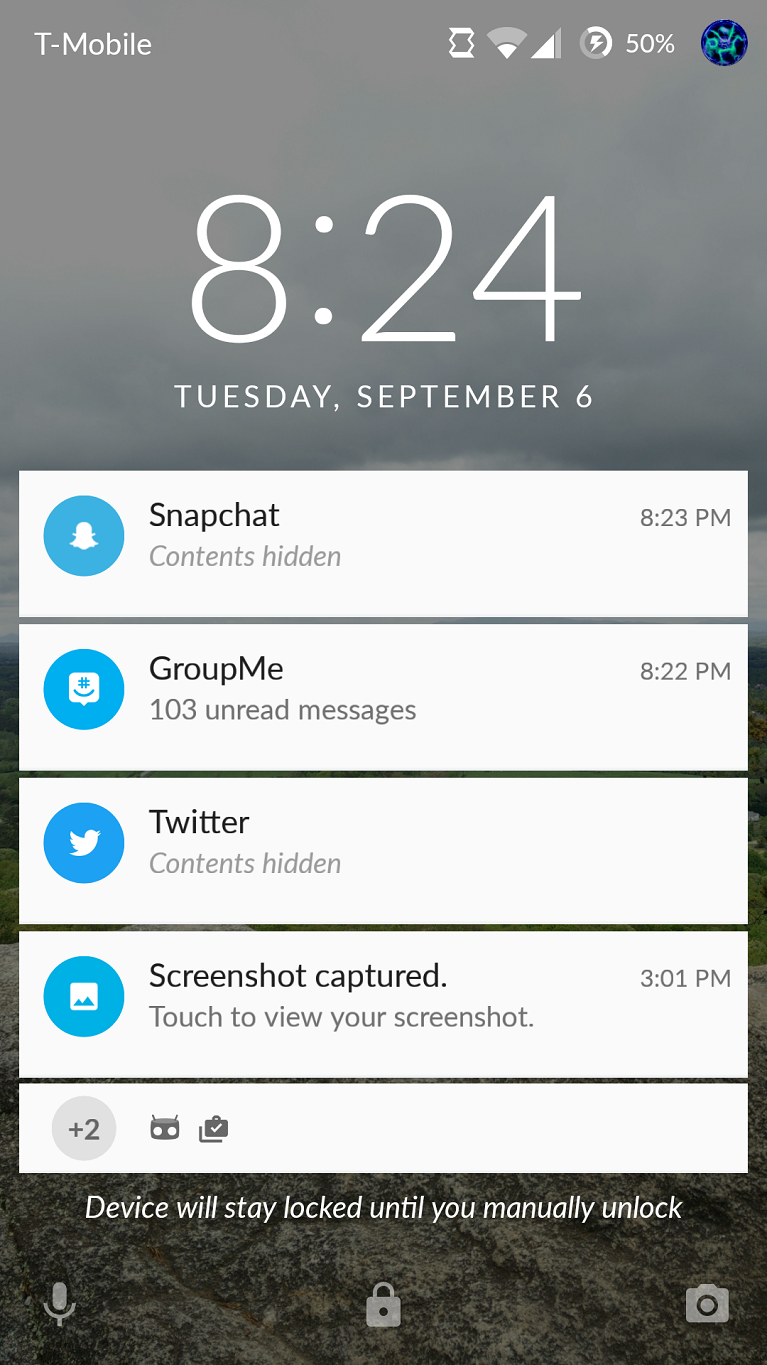 T-Mobile 50%
8:24
TUESDAY, SEPTEMBER 6
Snapchat 8:23 PM
Contents hidden
GroupMe 8:22 PM
103 unread messages
Twitter
Contents hidden
Screenshot captured. 3:01 PM
Touch to view your screenshot.
+2
Device will stay locked until you manually unlock